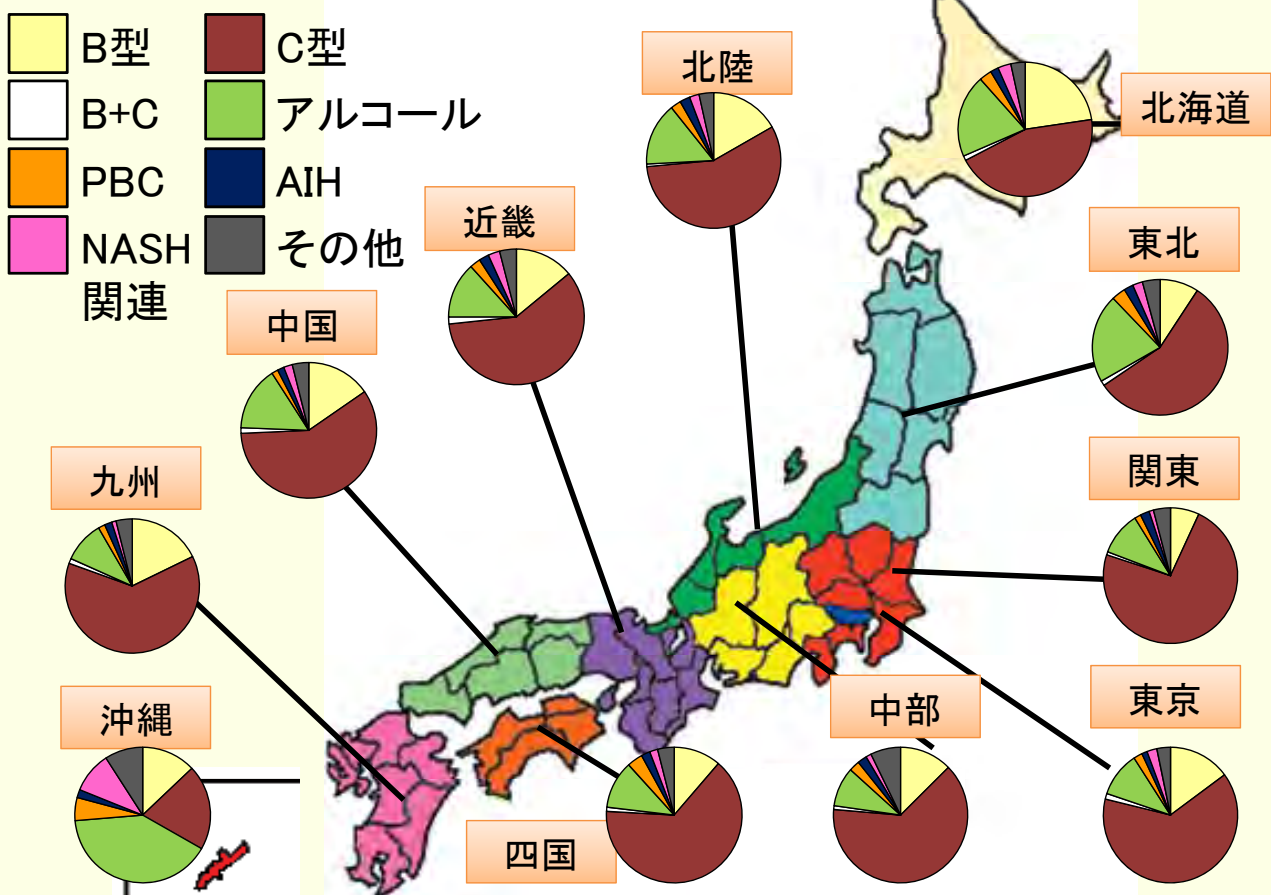 B型
C型
B+C
アルコール
PBC
AIH
NASH
関連
その他
北陸
北海道
近畿
東北
中国
九州
関東
沖縄
中部
東京
四国